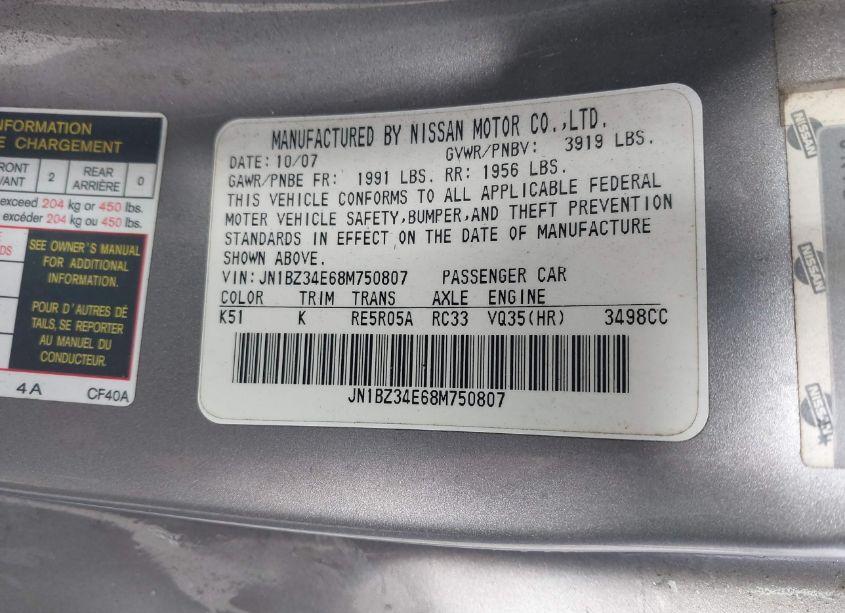 NFORMATION
E CHARGEMENT
FRONT
VANT
2
REAR
ARRIÈRE
0
exceed 204 kg or 450 lbs.
excéder 204 kg ou 450 lbs.
SEE OWNER'S MANUAL
FOR ADDITIONAL
INFORMATION.
POUR D'AUTRES DÉ
TAILS, SE REPORTER
AU MANUAL DU
CONDUCTEUR.
4A
CF40A
MANUFACTURED BY NISSAN MOTOR CO.,LTD.
DATE: 10/07 GVWR/PNBV: 3919 LBS.
GAWR/PNBE FR: 1991 LBS. RR: 1956 LBS.
THIS VEHICLE CONFORMS TO ALL APPLICABLE FEDERAL
MOTER VEHICLE SAFETY,BUMPER,AND THEFT PREVENTION
STANDARDS IN EFFECT ON THE DATE OF MANUFACTURE
SHOWN ABOVE.
VIN: JN1BZ34E68M750807 PASSENGER CAR
COLOR TRIM TRANS AXLE ENGINE
K51 K RE5R05A RC33 VQ35(HR) 3498CC
JN1BZ34E68M750807
NISSAN
NISSAN
NISSAN